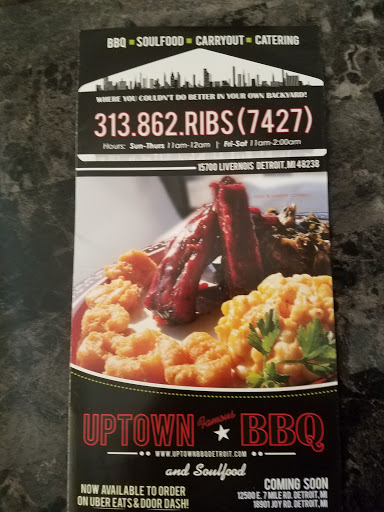 BBQ ▪ SOULFOOD ▪ CARRYOUT ▪ CATERING
WHERE YOU COULDN'T DO BETTER IN YOUR OWN BACKYARD!
313.862.RIBS(7427)
Hours: Sun-Thurs 11am-12am | Fri-Sat 11am-2:00am
15700 LIVERNOIS DETROIT, MI 48238
UPTOWN Famous BBQ
WWW.UPTOWNBBQDETROIT.COM
and Soulfood
NOW AVAILABLE TO ORDER
ON UBER EATS & DOOR DASH!
COMING SOON
12500 E. 7 MILE RD. DETROIT, MI
16901 JOY RD. DETROIT, MI